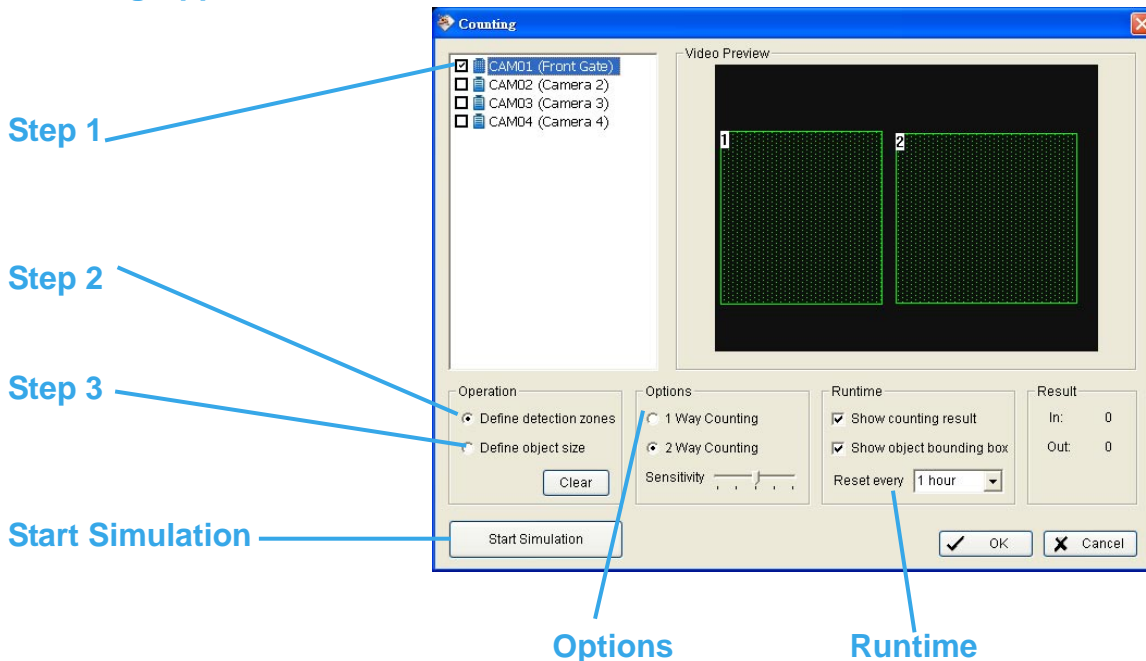 Counting
CAM01 (Front Gate)
CAM02 (Camera 2)
CAM03 (Camera 3)
CAM04 (Camera 4)
Video Preview
1
2
Step 1
Step 2
Step 3
Operation
Define detection zones
Define object size
Clear
Options
1 Way Counting
2 Way Counting
Sensitivity
Runtime
Show counting result
Show object bounding box
Reset every 1 hour
Result
In: 0
Out: 0
Start Simulation
Start Simulation
OK
Cancel
Options
Runtime